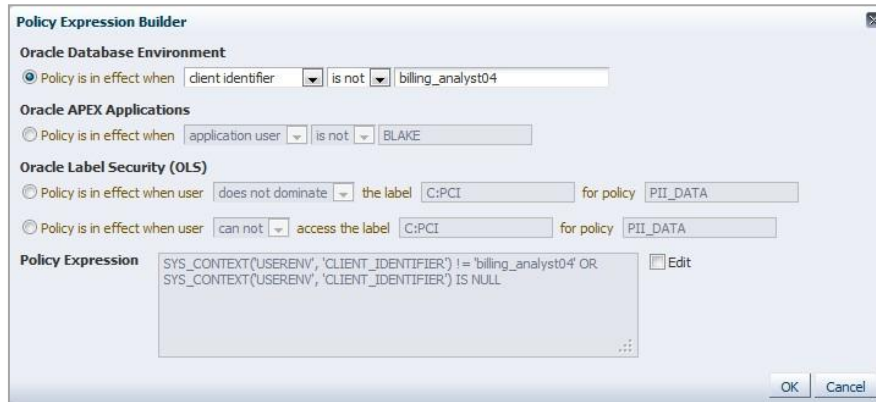 Policy Expression Builder
Oracle Database Environment
Policy is in effect when client identifier is not billing_analyst04
Oracle APEX Applications
Policy is in effect when application user is not BLAKE
Oracle Label Security (OLS)
Policy is in effect when user does not dominate the label C:PCI for policy PII_DATA
Policy is in effect when user can not access the label C:PCI for policy PII_DATA
Policy Expression SYS_CONTEXT('USERENV', 'CLIENT_IDENTIFIER') != 'billing_analyst04' OR Edit
SYS_CONTEXT('USERENV', 'CLIENT_IDENTIFIER') IS NULL
OK Cancel